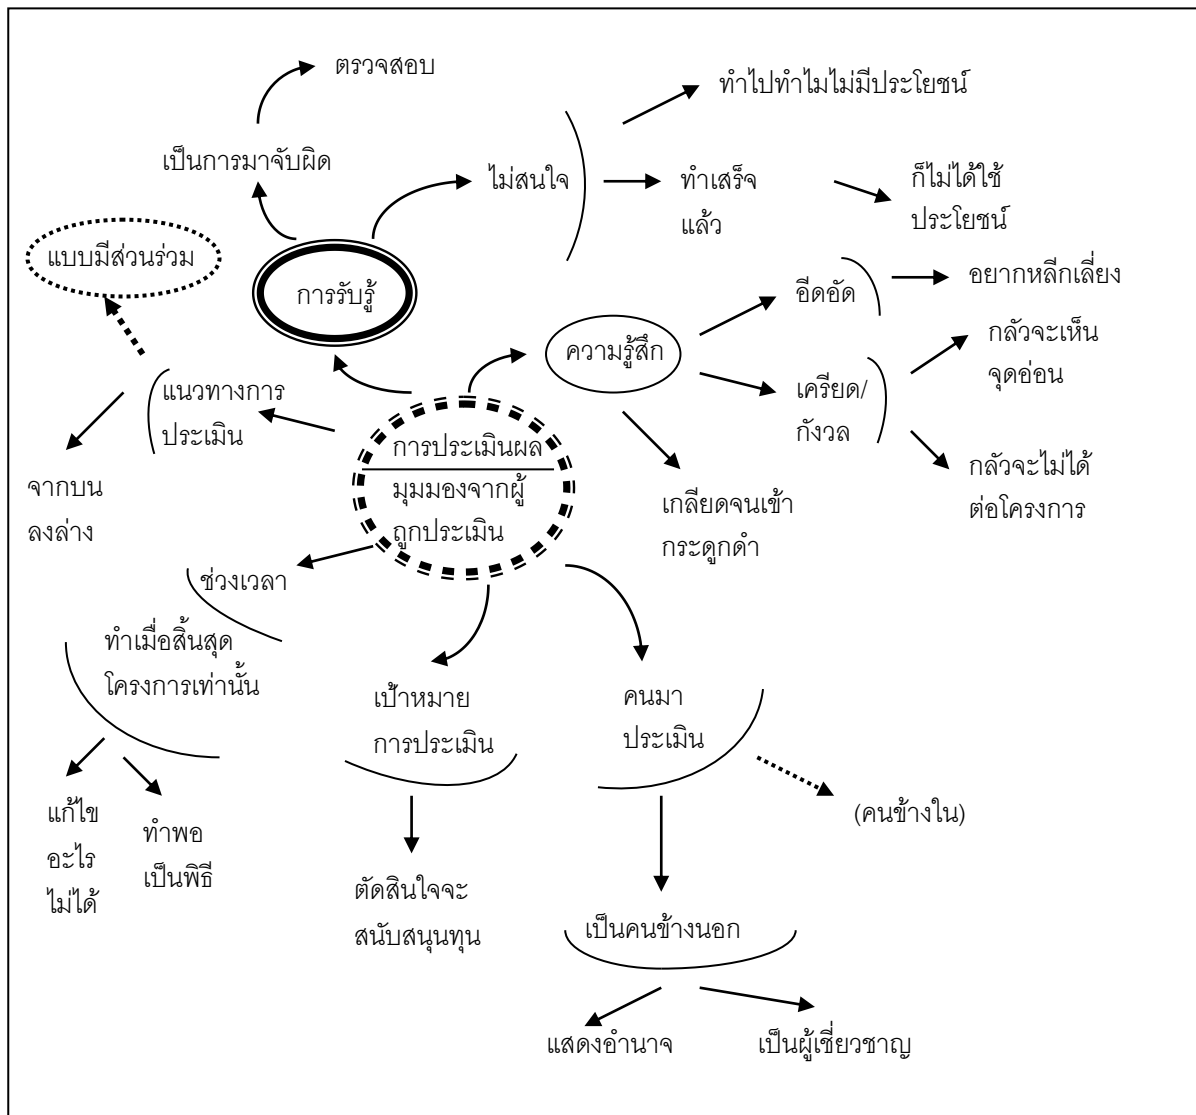 ตรวจสอบ
ทำไปทำไมไม่มีประโยชน์
เป็นการมาจับผิด
ไม่สนใจ
ทำเสร็จ
แล้ว
ก็ไม่ได้ใช้
ประโยชน์
แบบมีส่วนร่วม
การรับรู้
อึดอัด
อยากหลีกเลี่ยง
ความรู้สึก
กลัวจะเห็น
จุดอ่อน
แนวทางการ
ประเมิน
เครียด/
กังวล
การประเมินผล
มุมมองจากผู้
ถูกประเมิน
จากบน
ลงล่าง
เกลียดจนเข้า
กระดูกดำ
กลัวจะไม่ได้
ต่อโครงการ
ช่วงเวลา
ทำเมื่อสิ้นสุด
โครงการเท่านั้น
เป้าหมาย
การประเมิน
คนมา
ประเมิน
แก้ไข
อะไร
ไม่ได้
ทำพอ
เป็นพิธี
(คนข้างใน)
ตัดสินใจจะ
สนับสนุนทุน
เป็นคนข้างนอก
แสดงอำนาจ
เป็นผู้เชี่ยวชาญ